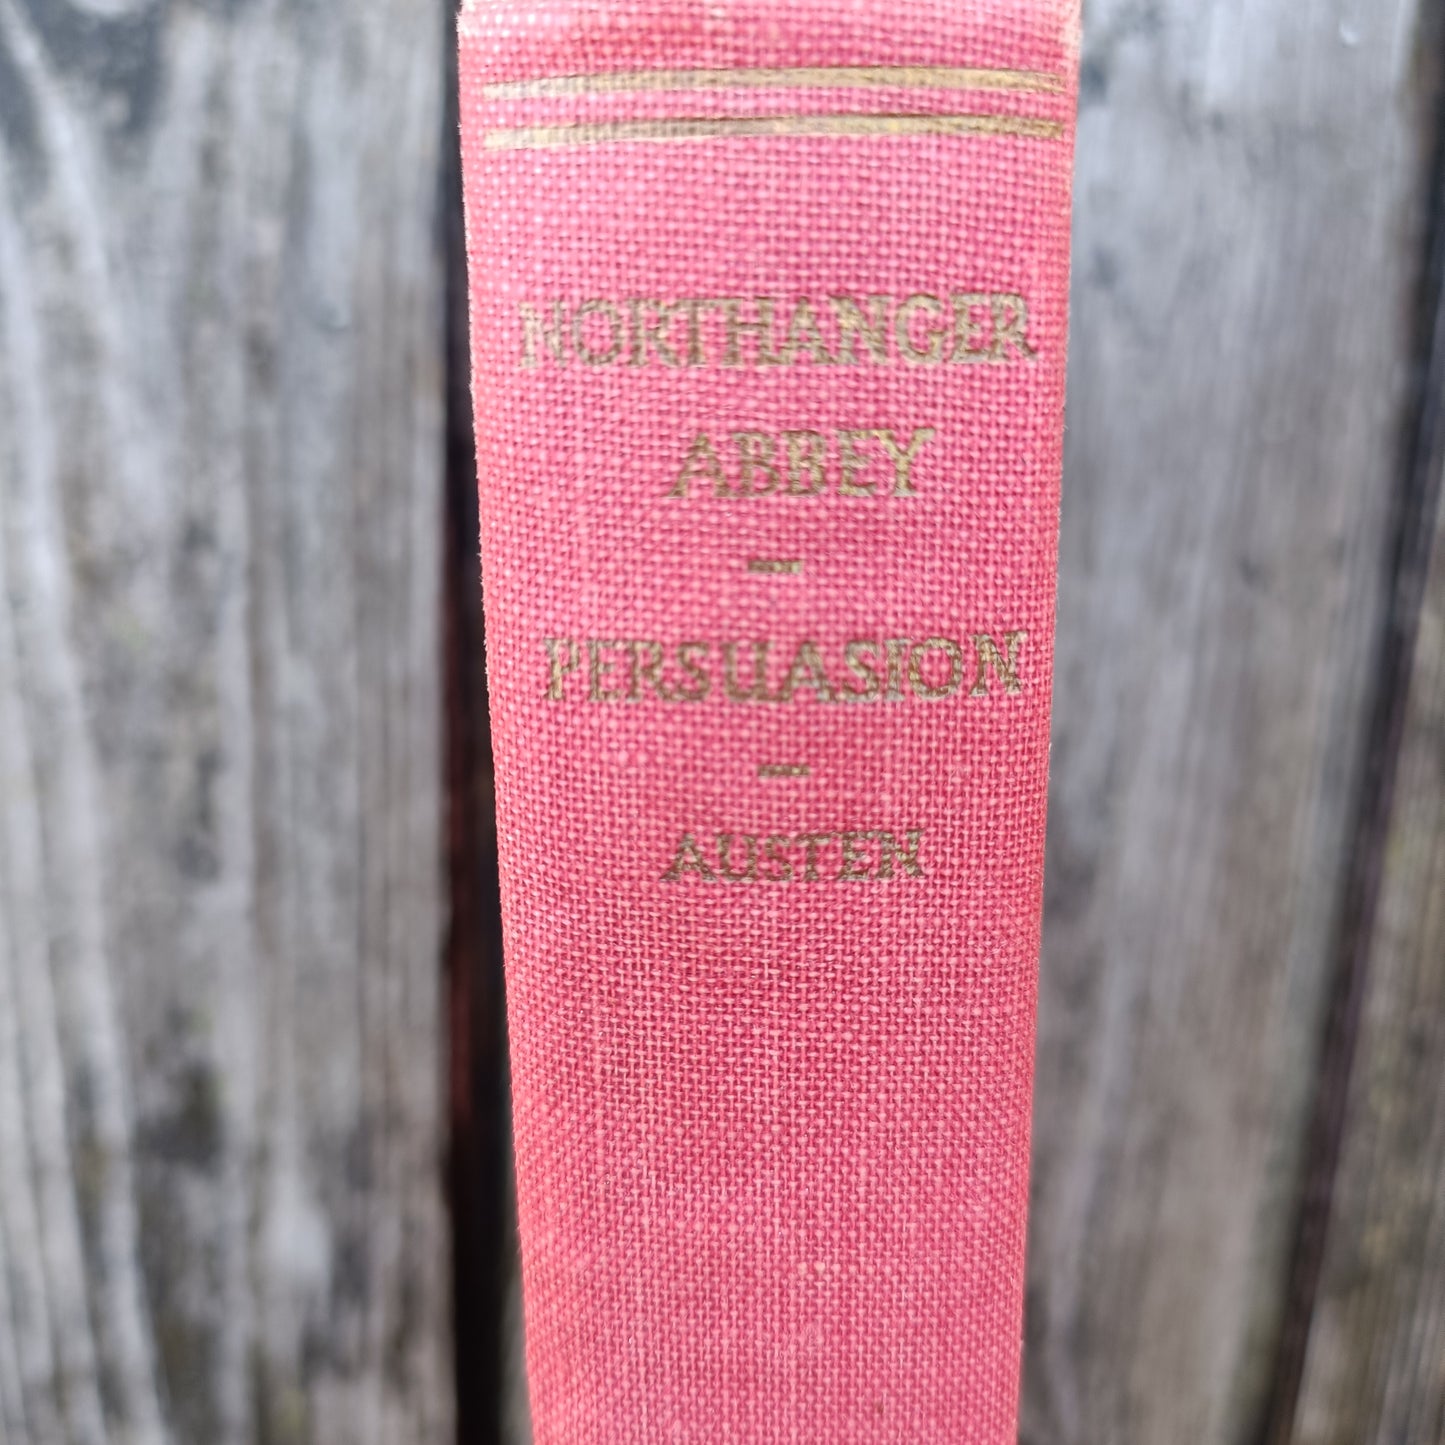 NORTHANGER
ABBEY
-
PERSUASION
-
AUSTEN